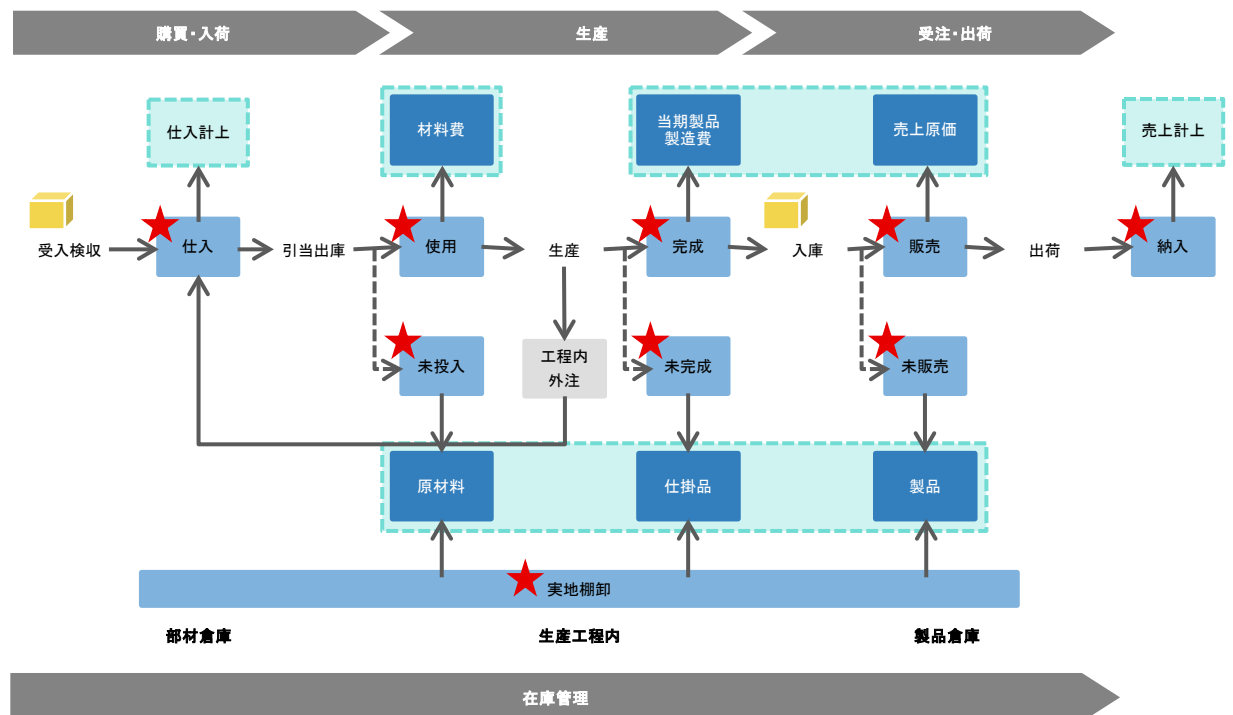 購買・入荷
生産
受注・出荷
仕入計上
材料費
当期製品
製造費
売上原価
売上計上
受入検収
仕入
引当出庫
使用
生産
完成
入庫
販売
出荷
納入
未投入
工程内
外注
未完成
未販売
原材料
仕掛品
製品
実地棚卸
部材倉庫
生産工程内
製品倉庫
在庫管理